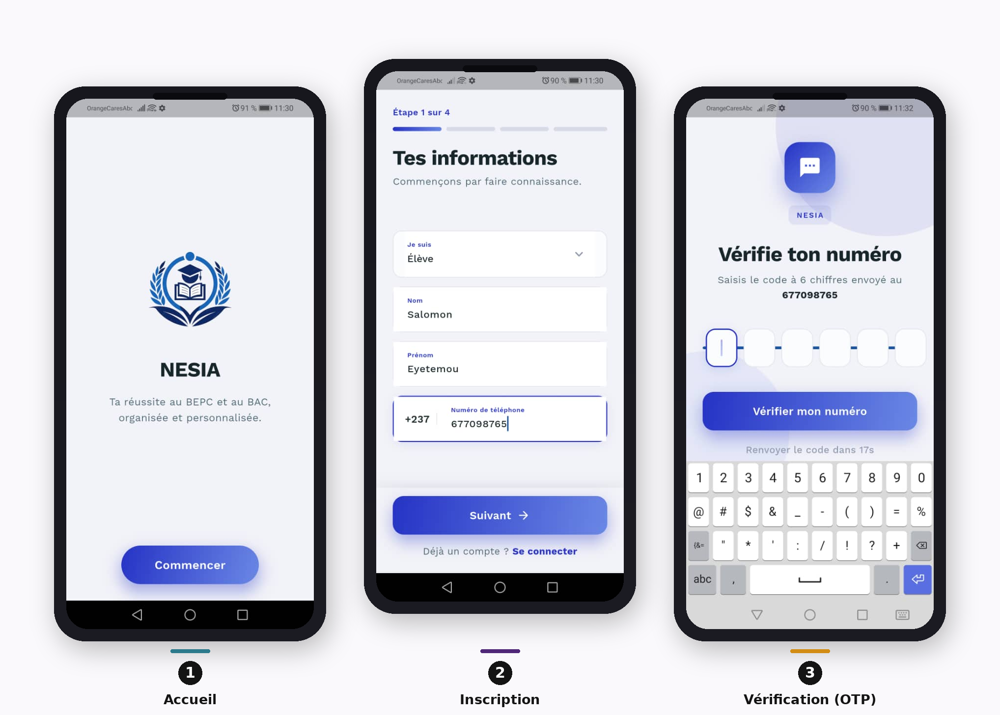 OrangeCaresAbc 91 % 11:30
NESIA
Ta réussite au BEPC et au BAC,
organisée et personnalisée.
Commencer
1
Accueil
OrangeCaresAbc 90 % 11:30
Étape 1 sur 4
Tes informations
Commençons par faire connaissance.
Je suis
Élève
Nom
Salomon
Prénom
Eyetemou
Numéro de téléphone
+237 677098765
Suivant →
Déjà un compte ? Se connecter
2
Inscription
OrangeCaresAbc 90 % 11:32
NESIA
Vérifie ton numéro
Saisis le code à 6 chiffres envoyé au
677098765
Vérifier mon numéro
Renvoyer le code dans 17s
1 2 3 4 5 6 7 8 9 0
@ # $ & _ - ( ) = %
{&= " * ' : / ! ? +
abc , .
3
Vérification (OTP)